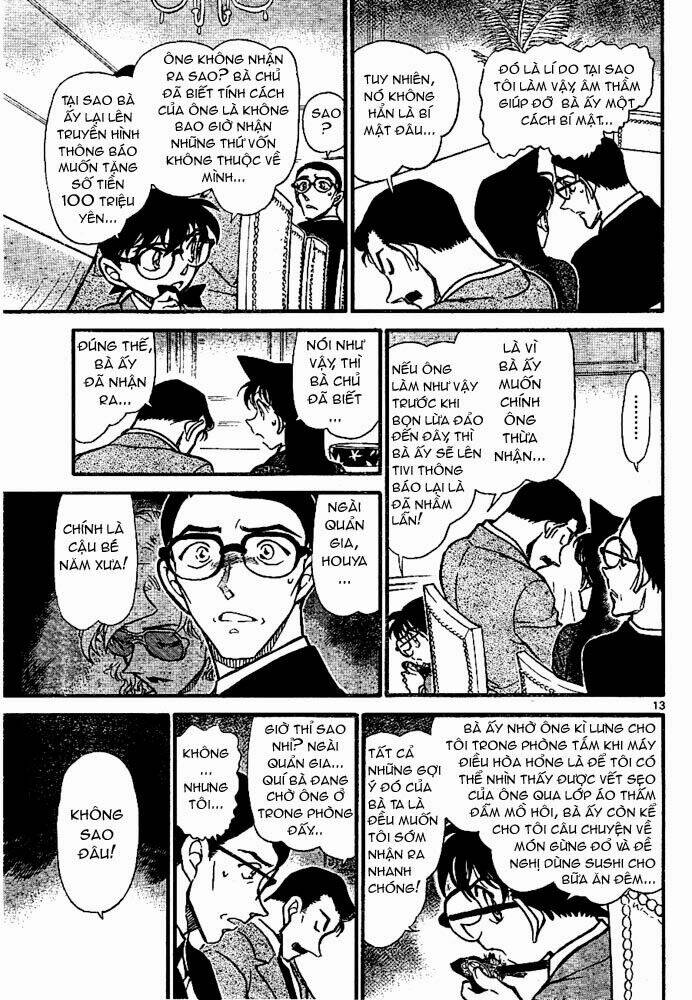 ĐÓ LÀ LÍ DO TẠI SAO
TÔI LÀM VẬY, ÂM THẦM
GIÚP ĐỠ BÀ ẤY MỘT
CÁCH BÍ MẬT...
TUY NHIÊN,
NÓ KHÔNG
HẲN LÀ BÍ
MẬT ĐÂU...
SAO
?
ÔNG KHÔNG NHẬN
RA SAO? BÀ CHỦ
ĐÃ BIẾT TÍNH CÁCH
CỦA ÔNG LÀ KHÔNG
BAO GIỜ NHẬN
NHỮNG THỨ VỐN
KHÔNG THUỘC VỀ
MÌNH...
TẠI SAO BÀ
ẤY LẠI LÊN
TRUYỀN HÌNH
THÔNG BÁO
MUỐN TẶNG
SỐ TIỀN
100 TRIỆU
YÊN...
.........
LÀ VÌ
BÀ ẤY
MUỐN
CHÍNH
ÔNG
THỪA
NHẬN...
NẾU ÔNG
LÀM NHƯ VẬY
TRƯỚC KHI
BỌN LỪA ĐẢO
ĐẾN ĐÂY, THÌ
BÀ ẤY SẼ LÊN
TIVI THÔNG
BÁO LẠI LÀ
ĐÃ NHẦM
LẪN!
NÓI NHƯ
VẬY, THÌ
BÀ CHỦ
ĐÃ BIẾT
...
ĐÚNG THẾ,
BÀ ẤY
ĐÃ NHẬN
RA...
NGÀI
QUẢN
GIA,
HOUYA
...
CHÍNH LÀ
CẬU BÉ
NĂM XƯA!
13
BÀ ẤY NHỜ ÔNG KÌ LƯNG CHO
TÔI TRONG PHÒNG TẮM KHI MÁY
ĐIỀU HÒA HỎNG LÀ ĐỂ TÔI CÓ
THỂ NHÌN THẤY ĐƯỢC VẾT SẸO
CỦA ÔNG QUA LỚP ÁO THẤM
ĐẪM MỒ HÔI, BÀ ẤY CÒN KỂ
CHO TÔI CÂU CHUYỆN VỀ
MÓN GỪNG ĐỎ VÀ ĐỀ
NGHỊ DÙNG SUSHI CHO
BỮA ĂN ĐÊM...
TẤT CẢ
NHỮNG GỢI
Ý ĐÓ CỦA
BÀ TA LÀ
ĐỀU MUỐN
TÔI SỚM
NHẬN RA
NHANH
CHÓNG!
GIỜ THÌ SAO
NHỈ? NGÀI
QUẢN GIA...
QUÍ BÀ ĐANG
CHỜ ÔNG Ở
TRONG PHÒNG
ĐẤY..
KHÔNG
...
NHƯNG
TÔI...
KHÔNG
SAO
ĐÂU!